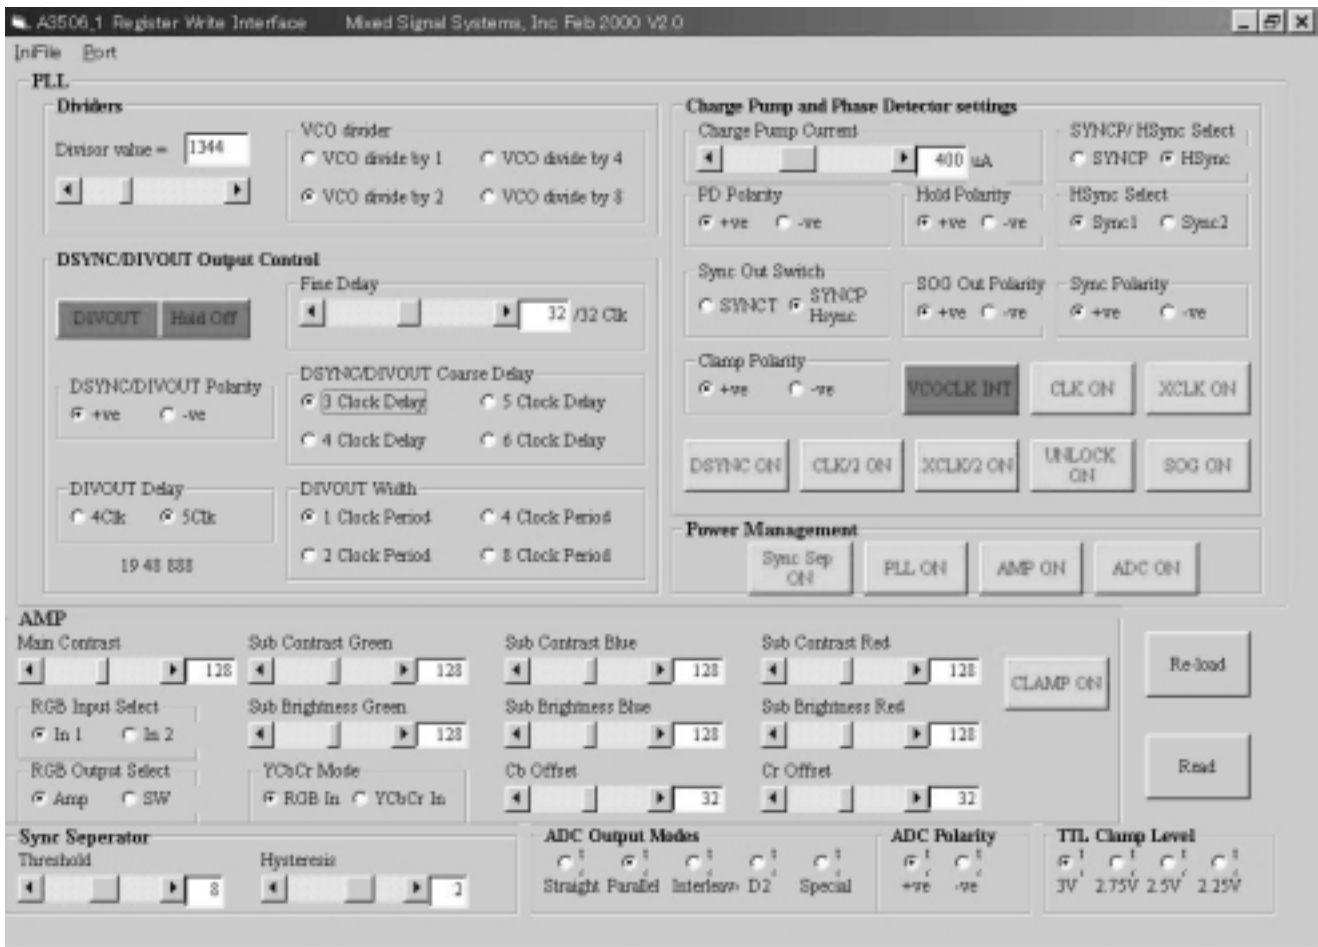 A3506_1 Register Write Interface Mixed Signal Systems, Inc Feb 2000 V2.0
IniFile Port
PLL
Dividers
Divisor value = 1344
VCO divider
VCO divide by 1 VCO divide by 4
VCO divide by 2 VCO divide by 8
DSYNC/DIVOUT Output Control
DIVOUT Hold Off
Fine Delay
32 /32 Clk
DSYNC/DIVOUT Polarity
+ve -ve
DSYNC/DIVOUT Coarse Delay
3 Clock Delay 5 Clock Delay
4 Clock Delay 6 Clock Delay
DIVOUT Delay
4Clk 5Clk
19 48 888
DIVOUT Width
1 Clock Period 4 Clock Period
2 Clock Period 8 Clock Period
Charge Pump and Phase Detector settings
Charge Pump Current
400 uA
SYNCP/ HSync Select
SYNCP HSync
PD Polarity
+ve -ve
Hold Polarity
+ve -ve
HSync Select
Sync1 Sync2
Sync Out Switch
SYNCT SYNCP Hsync
SOG Out Polarity
+ve -ve
Sync Polarity
+ve -ve
Clamp Polarity
+ve -ve
VCOCLK INT CLK ON XCLK ON
DSYNC ON CLK/2 ON XCLK/2 ON UNLOCK ON SOG ON
Power Management
Sync Sep ON PLL ON AMP ON ADC ON
AMP
Main Contrast Sub Contrast Green Sub Contrast Blue Sub Contrast Red
128 128 128 128
CLAMP ON
Re-load
RGB Input Select
In 1 In 2
Sub Brightness Green Sub Brightness Blue Sub Brightness Red
128 128 128
Read
RGB Output Select
Amp SW
YCbCr Mode
RGB In YCbCr In
Cb Offset Cr Offset
32 32
Sync Seperator
Threshold Hysteresis
8 2
ADC Output Modes
Straight Parallel Interleav D2 Special
ADC Polarity
+ve -ve
TTL Clamp Level
3V 2.75V 2.5V 2.25V